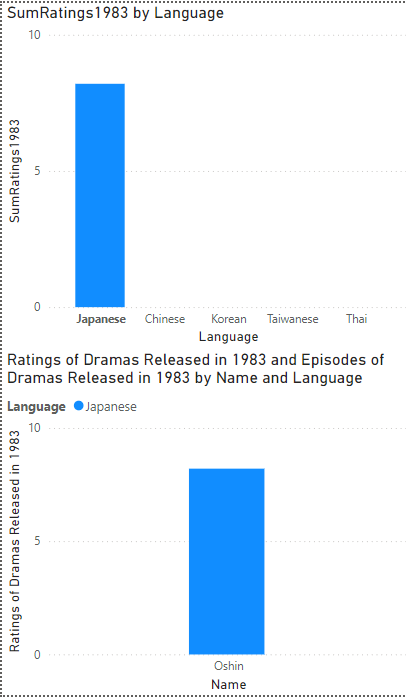 SumRatings1983 by Language
SumRatings1983
10
5
0
Japanese Chinese Korean Taiwanese Thai
Language
Ratings of Dramas Released in 1983 and Episodes of
Dramas Released in 1983 by Name and Language
Language Japanese
Ratings of Dramas Released in 1983
10
5
0
Oshin
Name